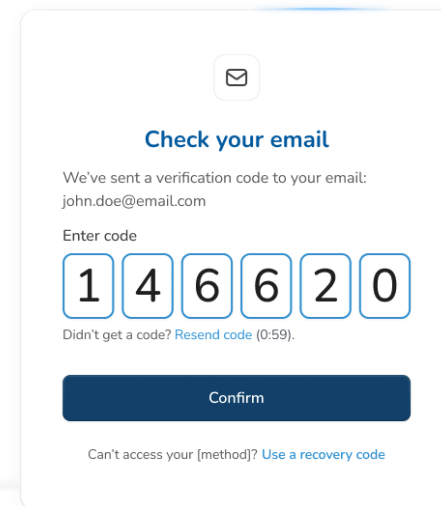 Check your email
We've sent a verification code to your email:
john.doe@email.com
Enter code
1 4 6 6 2 0
Didn't get a code? Resend code (0:59).
Confirm
Can't access your [method]? Use a recovery code